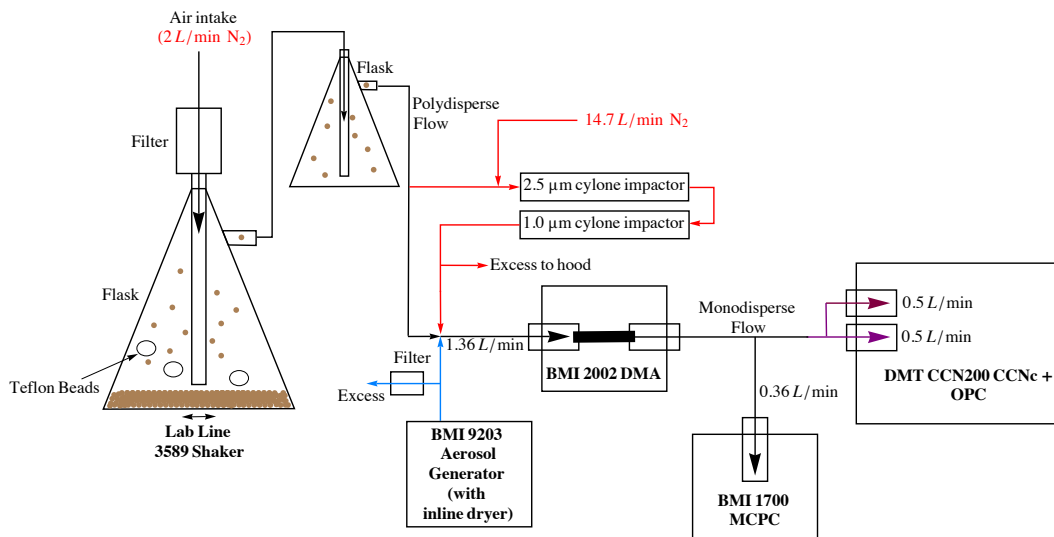 Air intake
(2 L/min N2)
Filter
Flask
Teflon Beads
Lab Line
3589 Shaker
Flask
Polydisperse
Flow
14.7 L/min N2
2.5 μm cylone impactor
1.0 μm cylone impactor
Excess to hood
1.36 L/min
Filter
Excess
BMI 9203
Aerosol
Generator
(with
inline dryer)
BMI 2002 DMA
Monodisperse
Flow
0.36 L/min
BMI 1700
MCPC
0.5 L/min
0.5 L/min
DMT CCN200 CCNc +
OPC